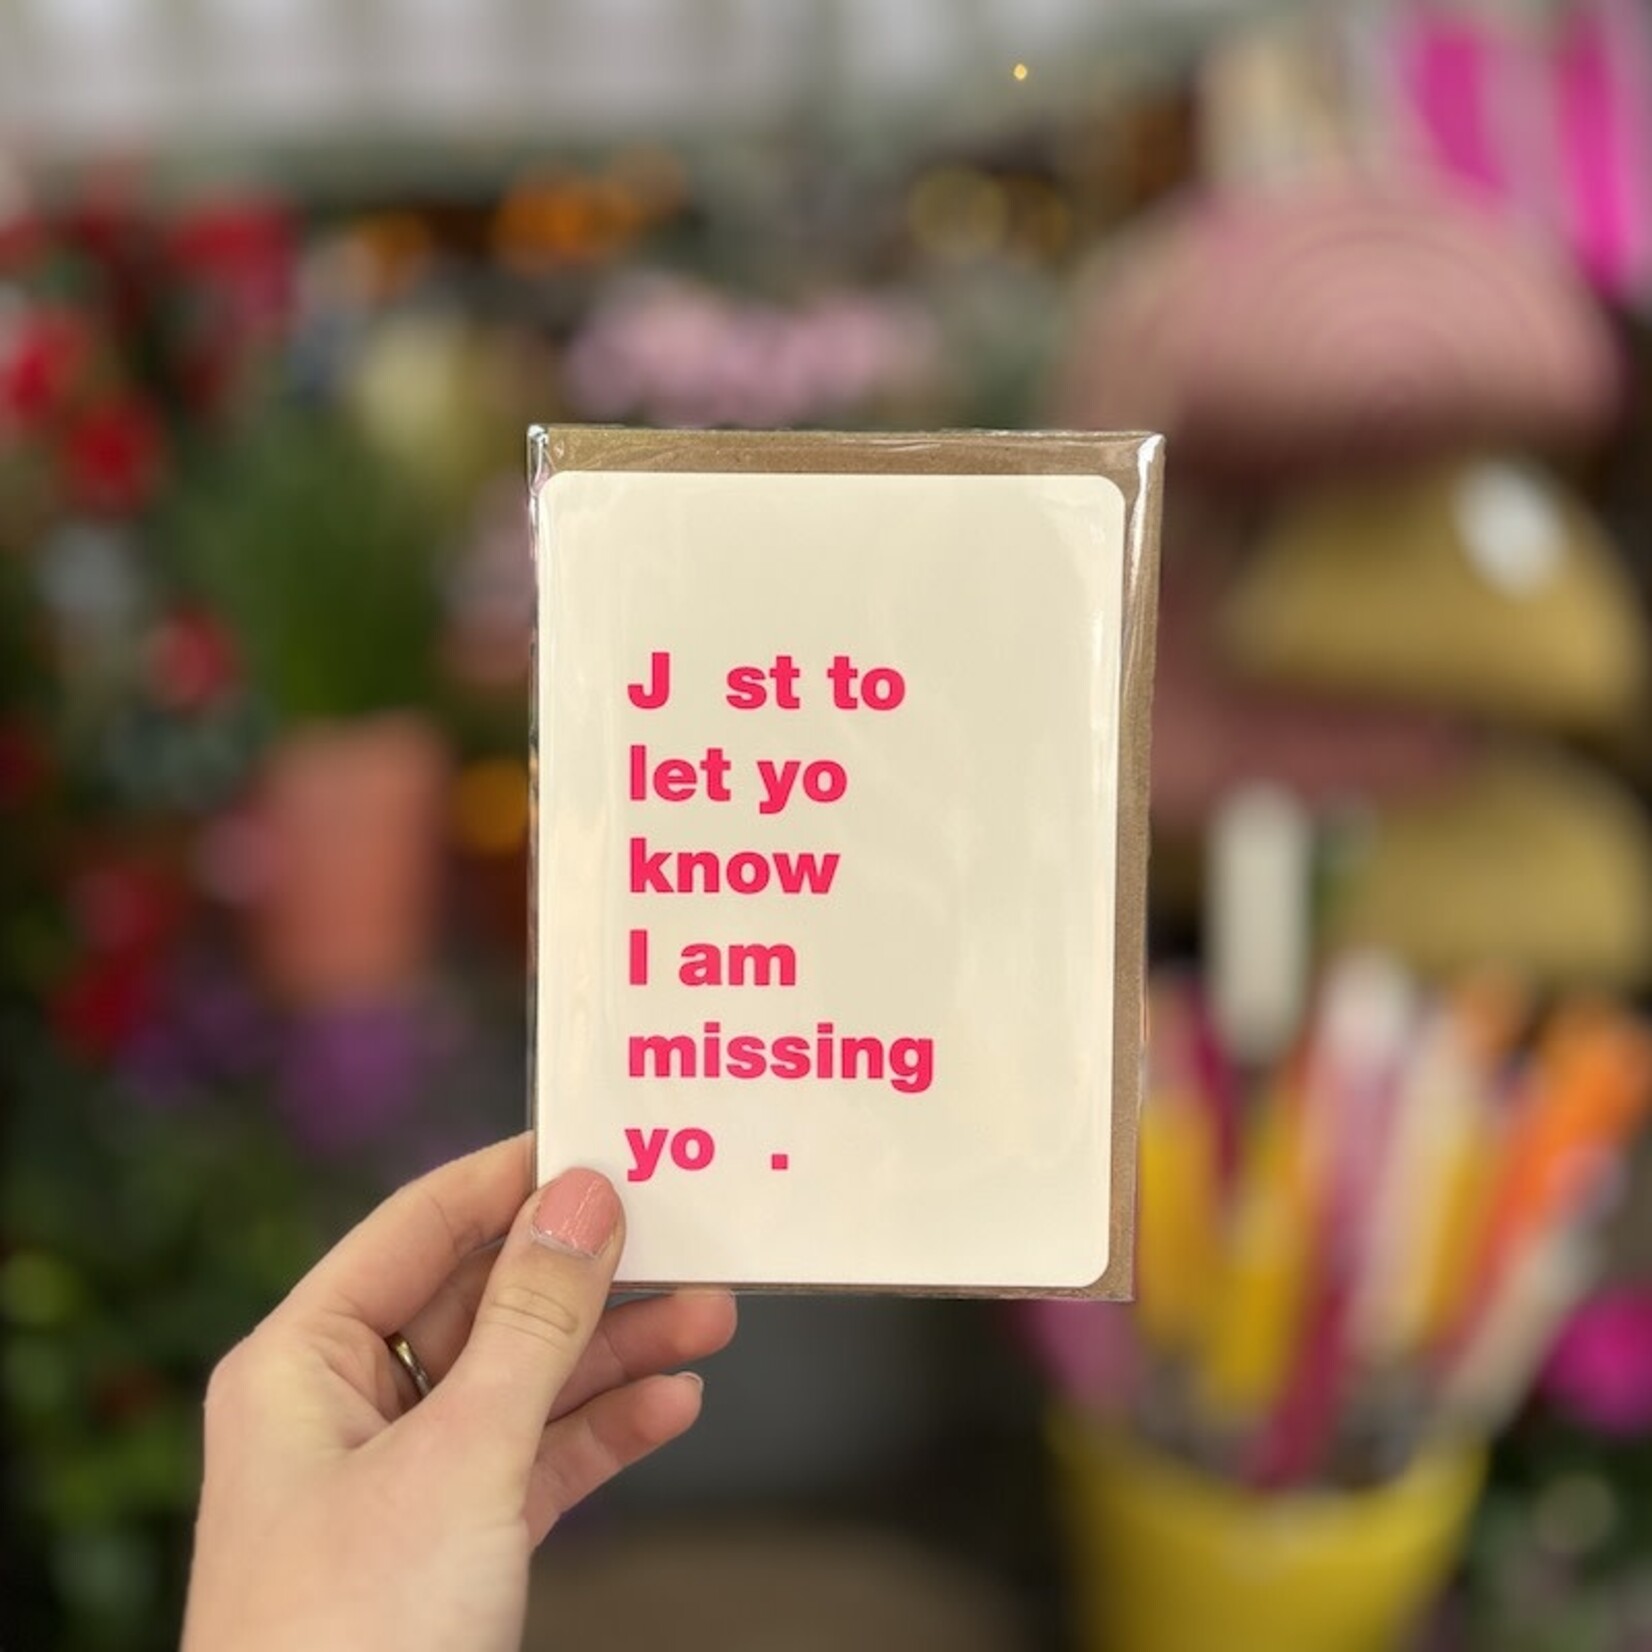 J  st to
let yo
know
I am
missing
yo  .